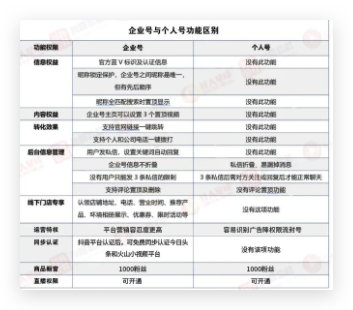 企业号与个人号功能区别
功能权限 企业号 个人号
信息权益 官方蓝V标识及认证信息 没有此功能
昵称锁定保护，企业号之间昵称是唯一，
但有先后顺序 没有此功能
昵称全匹配搜索时置顶显示 没有此功能
内容权益 企业号主页可以设置3个置顶视频 没有此功能
转化效果 支持官网链接一键跳转 没有此功能
支持个人和公司电话一键拨打 没有此功能
后台信息管理 用户发私信，设置关键词自动回复 没有此功能
企业号信息不折叠 私信折叠，易漏掉消息
没有用户只能发3条私信的限制 3条私信后需对方关注或回复后才能正常聊天
支持评论置顶及删除 没有评论置顶功能
线下门店专享 认领店铺地址、电话、营业时间、推荐产
品、环境相册展示、优惠券、限时活动等 没有该项功能
运营特权 平台营销容忍度更高 容易识别广告降权限流封号
同步认证 抖音平台认证后，可免费同步认证今日头
条和火山小视频平台 没有该项功能
商品橱窗 1000粉丝 1000粉丝
直播权限 可开通 可开通